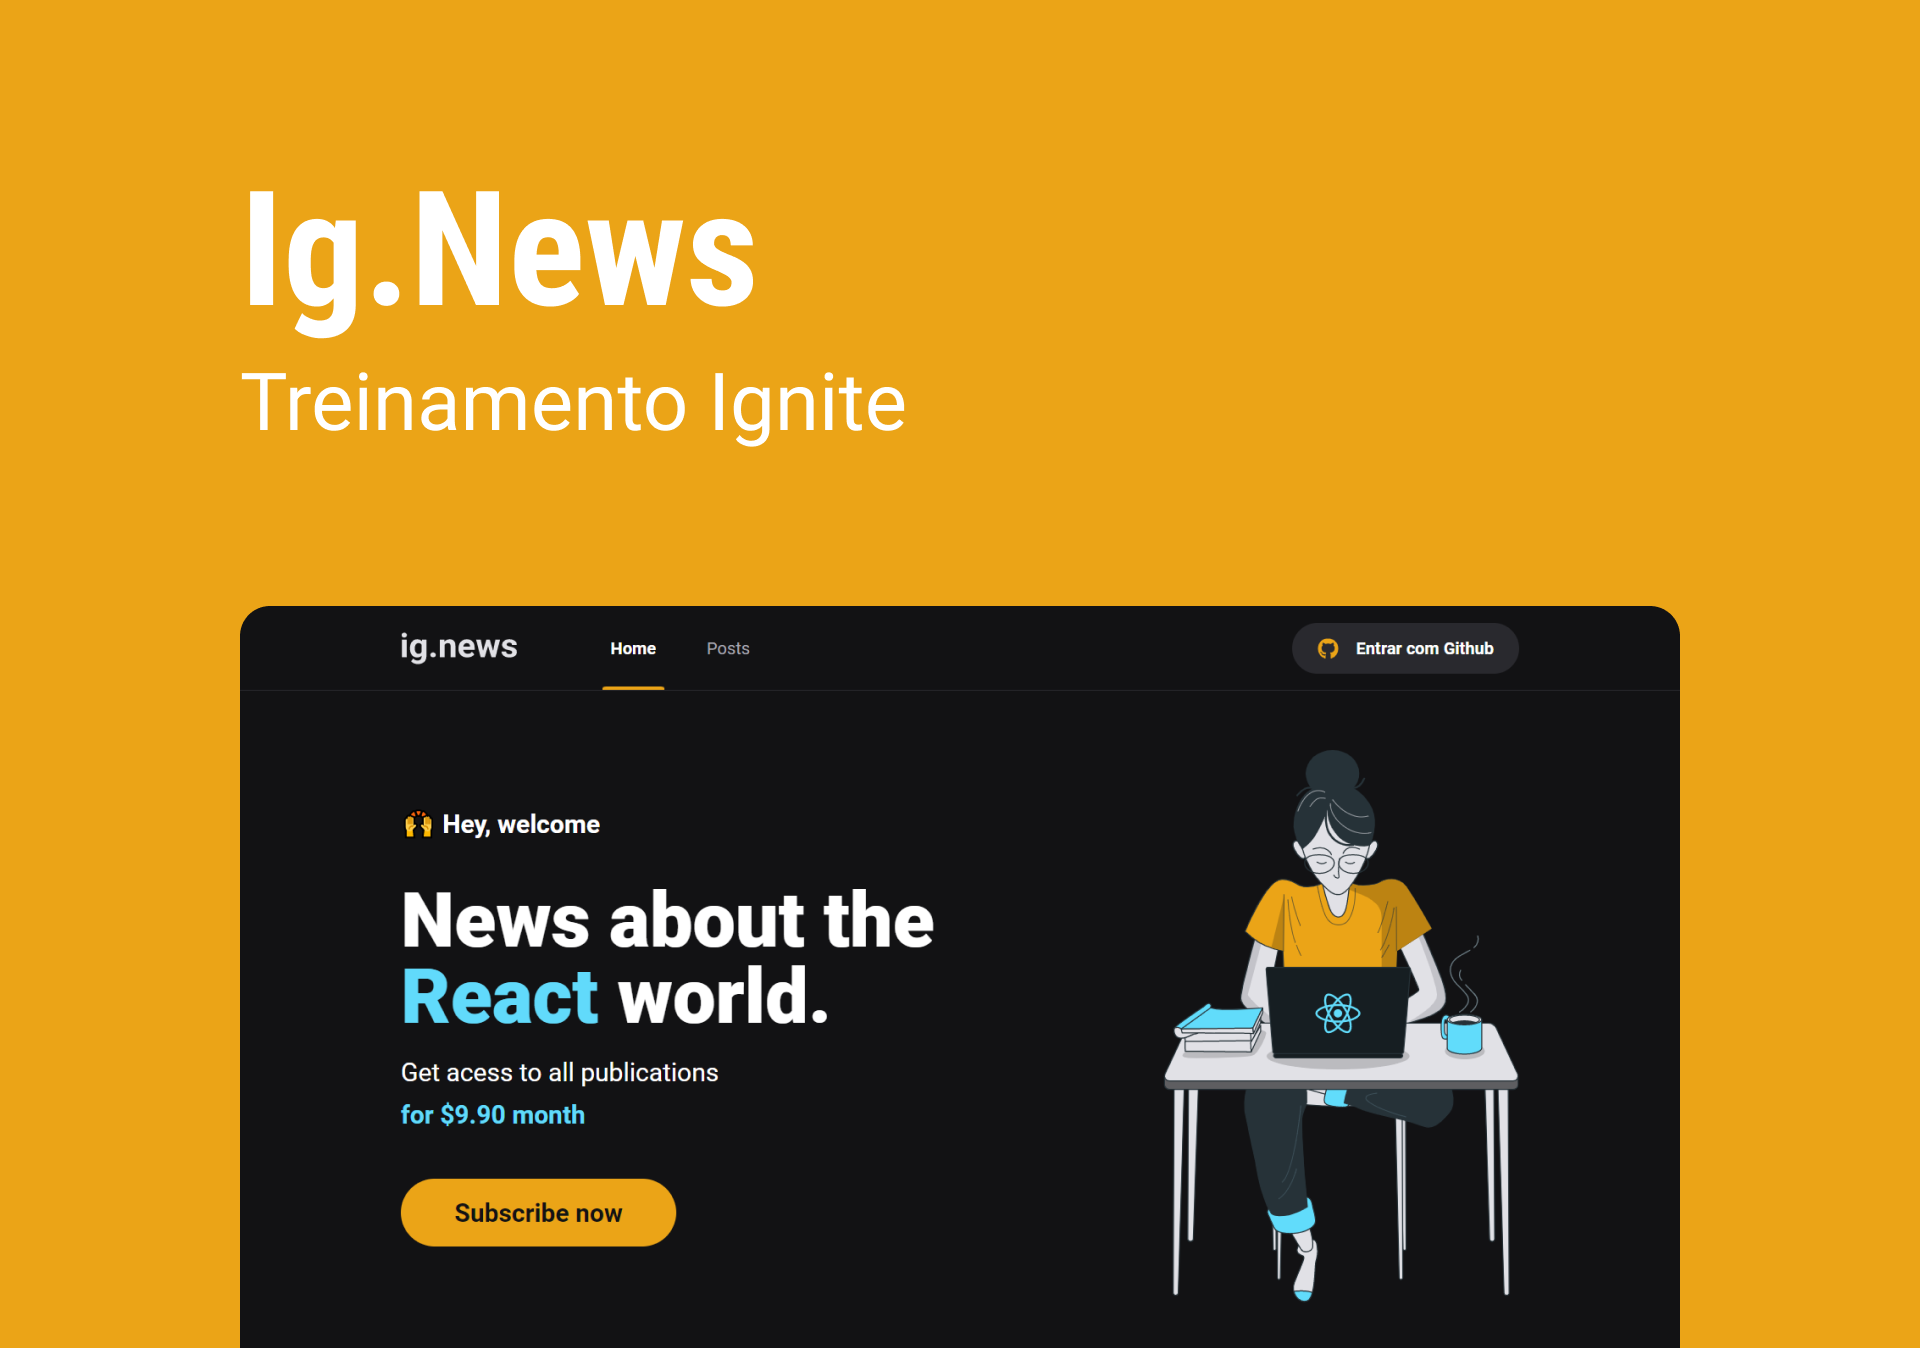 Ig.News
Treinamento Ignite
ig.news
Home
Posts
Entrar com Github
🙌 Hey, welcome
News about the
React world.
Get acess to all publications
for $9.90 month
Subscribe now